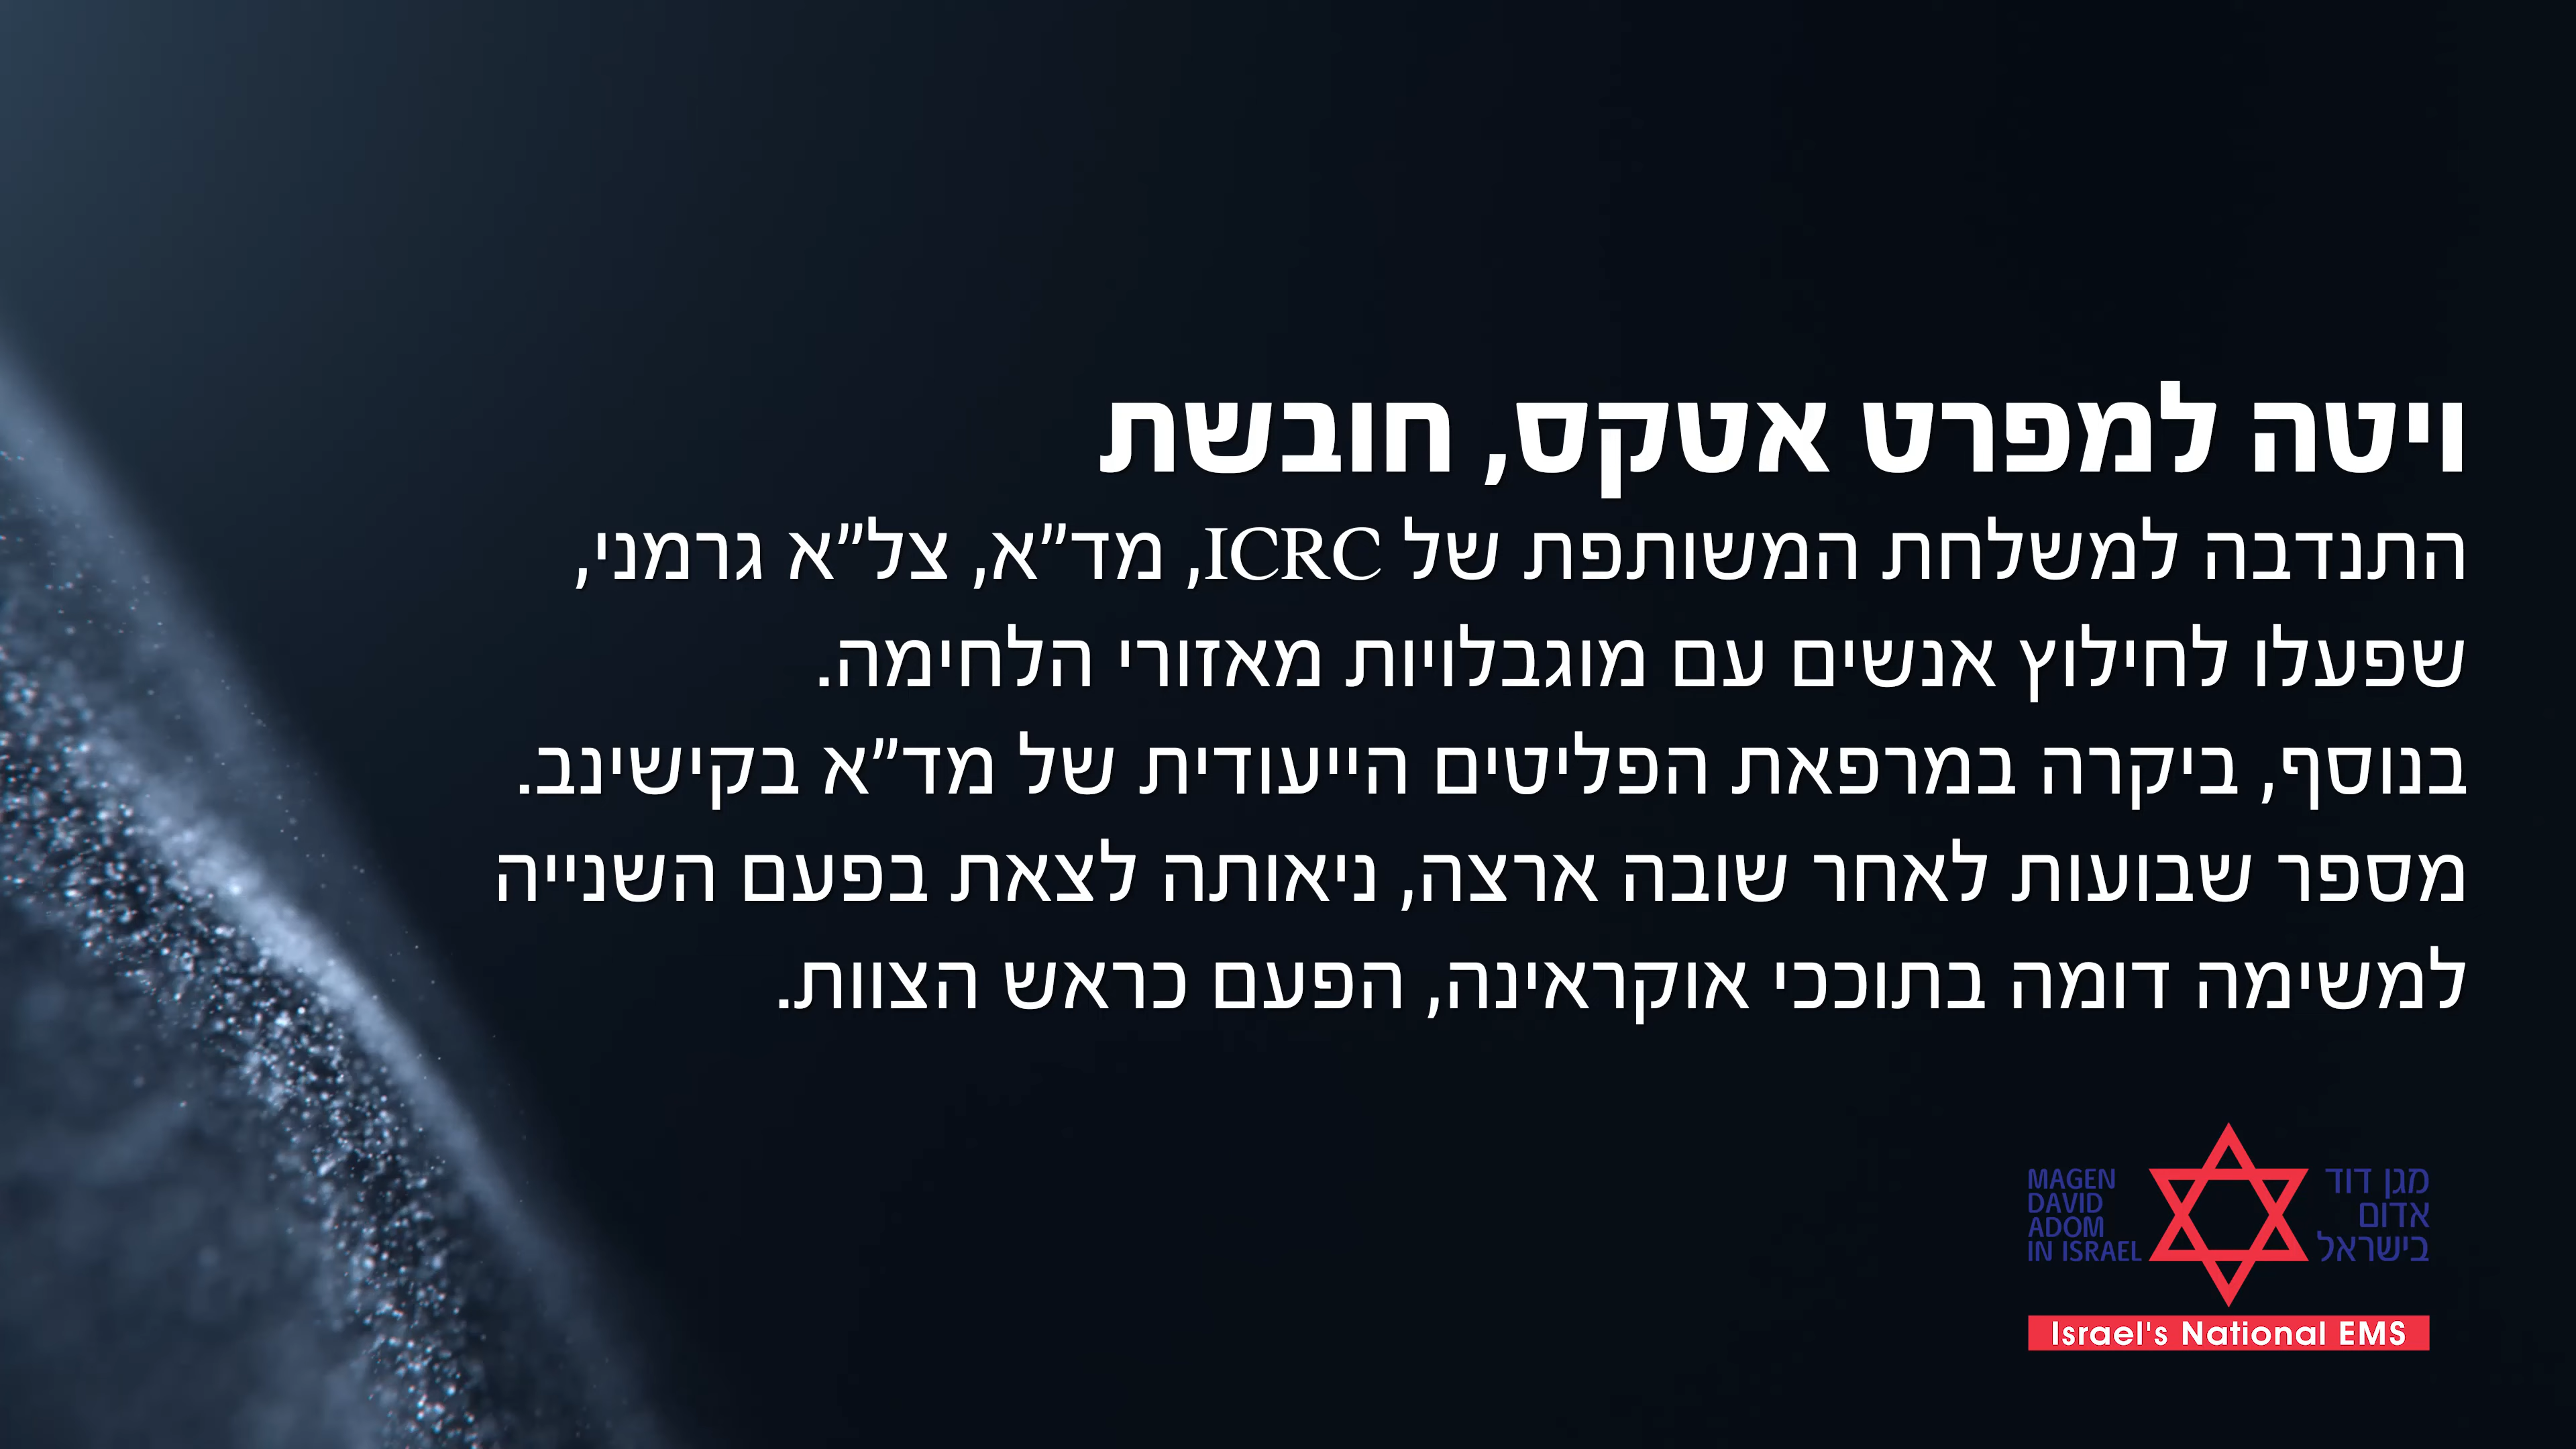 ויטה למפרט אטקס, חובשת
התנדבה למשלחת המשותפת של ICRC, מד"א, צל"א גרמני,
שפעלו לחילוץ אנשים עם מוגבלויות מאזורי הלחימה.
בנוסף, ביקרה במרפאת הפליטים הייעודית של מד"א בקישינב.
מספר שבועות לאחר שובה ארצה, ניאותה לצאת בפעם השנייה
למשימה דומה בתוככי אוקראינה, הפעם כראש הצוות.
מגן דוד
אדום
בישראל
MAGEN
DAVID
ADOM
IN ISRAEL
Israel's National EMS